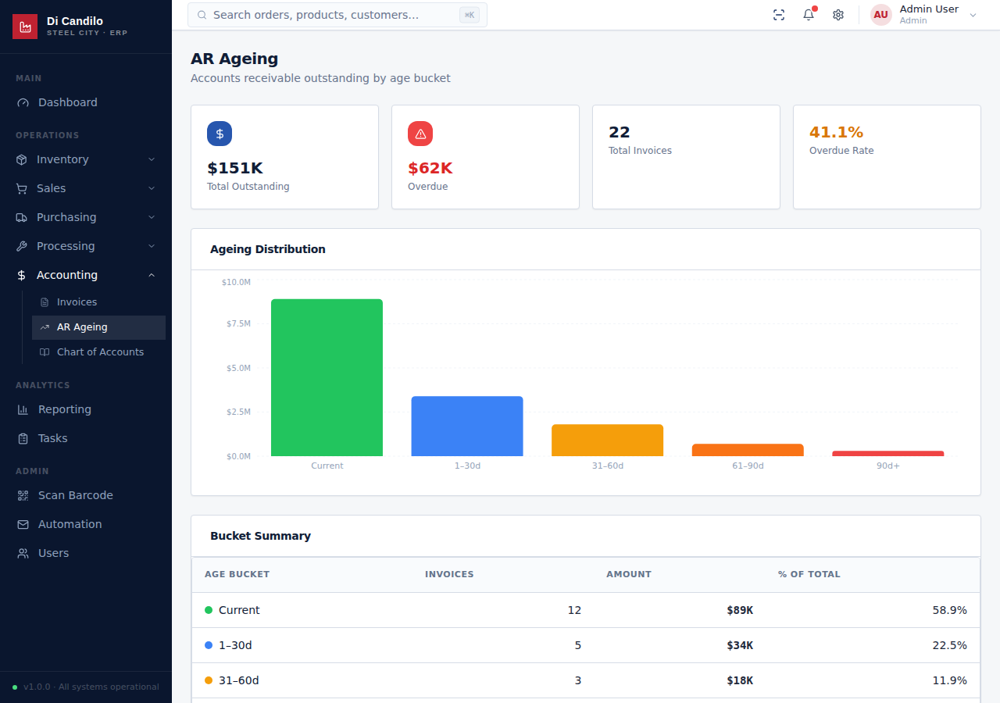 Di Candilo
STEEL CITY · ERP
MAIN
Dashboard
OPERATIONS
Inventory
Sales
Purchasing
Processing
Accounting
Invoices
AR Ageing
Chart of Accounts
ANALYTICS
Reporting
Tasks
ADMIN
Scan Barcode
Automation
Users
v1.0.0 · All systems operational
Search orders, products, customers… ⌘K
AU
Admin User
Admin
AR Ageing
Accounts receivable outstanding by age bucket
$151K
Total Outstanding
$62K
Overdue
22
Total Invoices
41.1%
Overdue Rate
Ageing Distribution
$10.0M
$7.5M
$5.0M
$2.5M
$0.0M
Current 1–30d 31–60d 61–90d 90d+
Bucket Summary
AGE BUCKET INVOICES AMOUNT % OF TOTAL
Current 12 $89K 58.9%
1–30d 5 $34K 22.5%
31–60d 3 $18K 11.9%